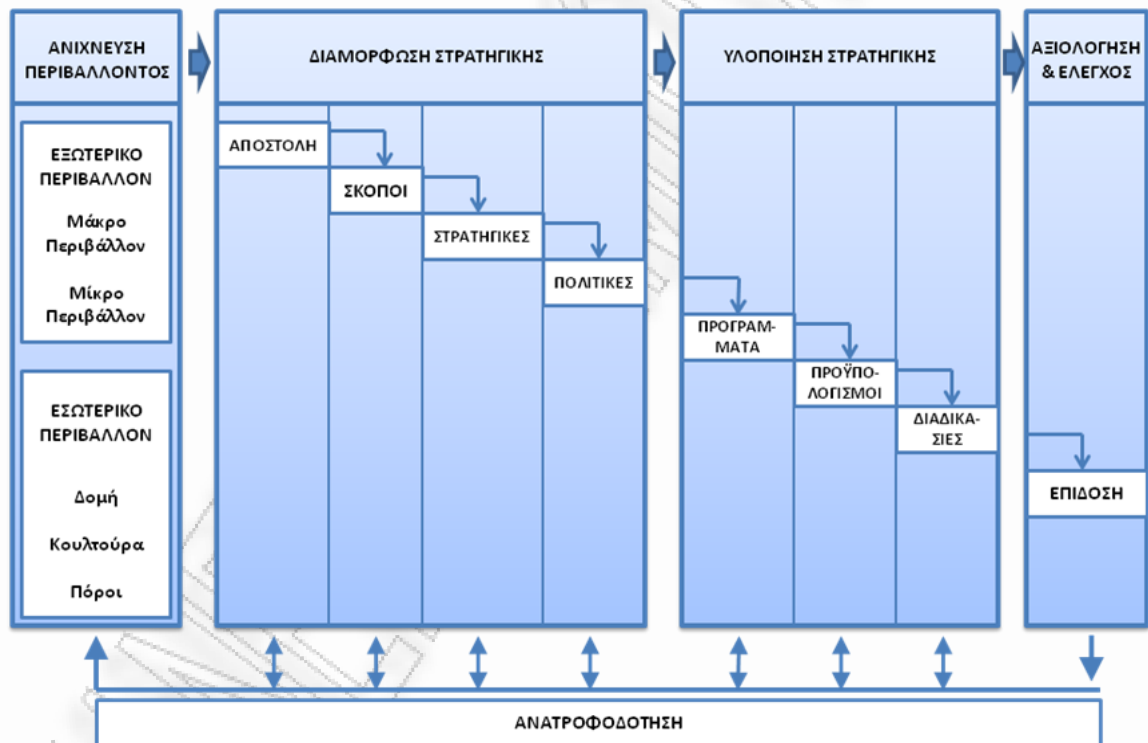 ΑΝΙΧΝΕΥΣΗ
ΠΕΡΙΒΑΛΛΟΝΤΟΣ
ΔΙΑΜΟΡΦΩΣΗ ΣΤΡΑΤΗΓΙΚΗΣ
ΥΛΟΠΟΙΗΣΗ ΣΤΡΑΤΗΓΙΚΗΣ
ΑΞΙΟΛΟΓΗΣΗ
& ΕΛΕΓΧΟΣ
ΕΞΩΤΕΡΙΚΟ
ΠΕΡΙΒΑΛΛΟΝ
Μάκρο
Περιβάλλον
Μίκρο
Περιβάλλον
ΕΣΩΤΕΡΙΚΟ
ΠΕΡΙΒΑΛΛΟΝ
Δομή
Κουλτούρα
Πόροι
ΑΠΟΣΤΟΛΗ
ΣΚΟΠΟΙ
ΣΤΡΑΤΗΓΙΚΕΣ
ΠΟΛΙΤΙΚΕΣ
ΠΡΟΓΡΑΜ-
ΜΑΤΑ
ΠΡΟΫΠΟ-
ΛΟΓΙΣΜΟΙ
ΔΙΑΔΙΚΑ-
ΣΙΕΣ
ΕΠΙΔΟΣΗ
ΑΝΑΤΡΟΦΟΔΟΤΗΣΗ